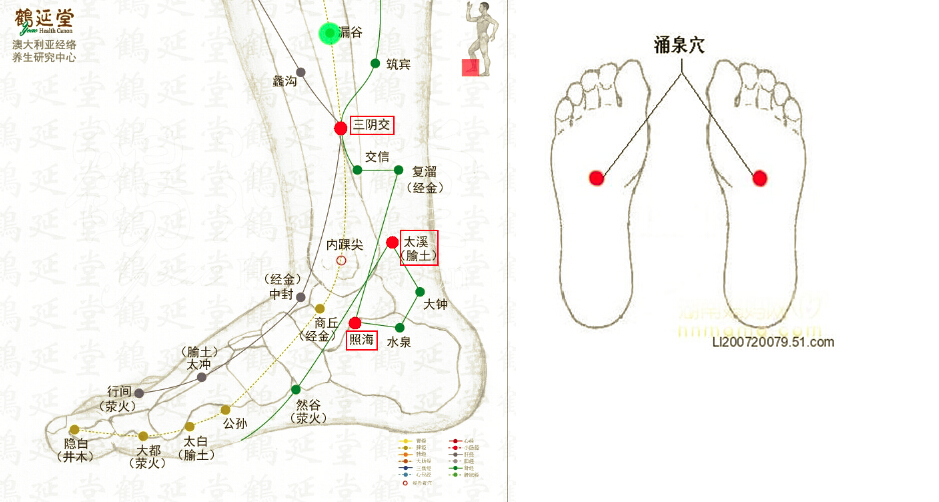 鹤延堂
Health Canon
澳大利亚经络
养生研究中心
漏谷
筑宾
蠡沟
三阴交
交信
复溜
（经金）
太溪
（腧土）
内踝尖
（经金）
中封
大钟
商丘
（经金）
照海
水泉
（腧土）
太冲
行间
（荥火）
然谷
（荥火）
公孙
太白
（腧土）
大都
（荥火）
隐白
（井木）
涌泉穴
LI200720079.51.com